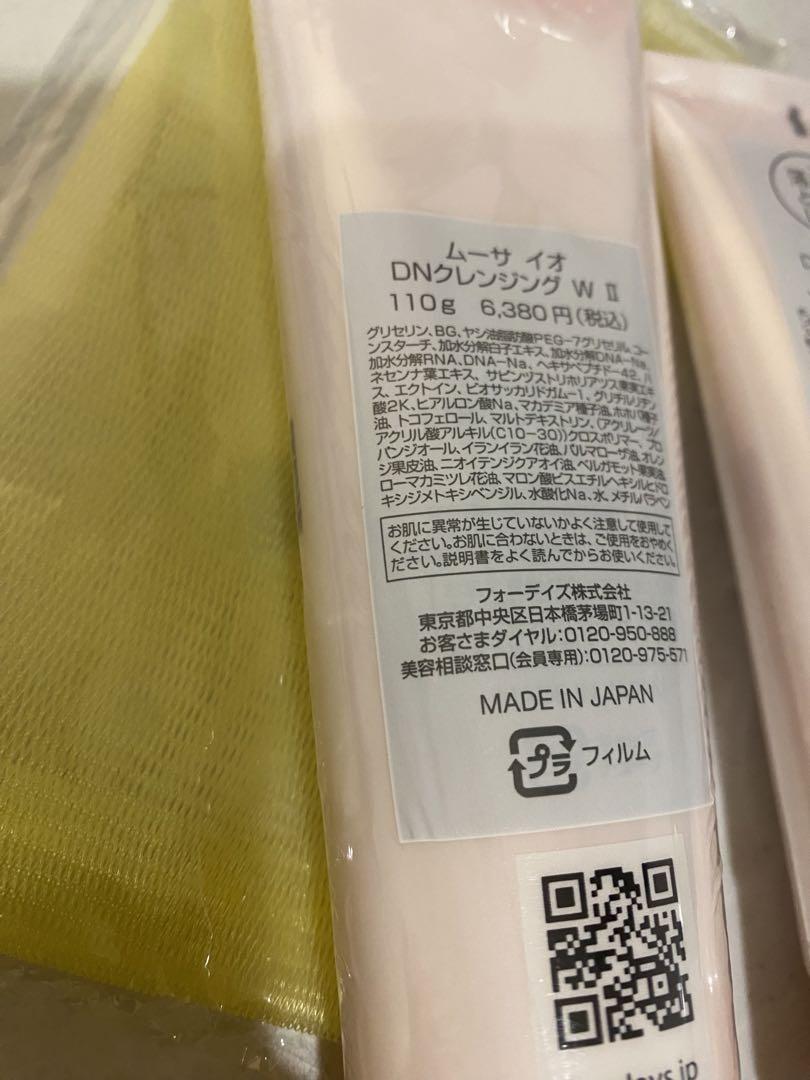 ムーサ イオ
DNクレンジング W Ⅱ
110g 6,380円(税込)
グリセリン、BG、ヤシ油脂肪酸PEG-7グリセリル、コー
ンスターチ、加水分解白子エキス、加水分解DNA-Na、
加水分解RNA、DNA-Na、ヘキサペプチド-42、ハ
ネセンナ葉エキス、サピンヅストリホリアツス果実エキ
ス、エクトイン、ビオサッカリドガム-1、グリチルリチン
酸2K、ヒアルロン酸Na、マカデミア種子油、ホホバ種子
油、トコフェロール、マルトデキストリン、(アクリレーツ/
アクリル酸アルキル(C10-30))クロスポリマー、プロ
パンジオール、イランイラン花油、パルマローザ油、オレン
ジ果皮油、ニオイテンジクアオイ油、ベルガモット果実油、
ローマカミツレ花油、マロン酸ビスエチルヘキシルヒドロ
キシジメトキシベンジル、水酸化Na、水、メチルパラベン
お肌に異常が生じていないかよく注意して使用して
ください。お肌に合わないときは、ご使用をおやめく
ださい。説明書をよく読んでからお使いください。
フォーデイズ株式会社
東京都中央区日本橋茅場町1-13-21
お客さまダイヤル:0120-950-888
美容相談窓口(会員専用):0120-975-571
MADE IN JAPAN
プラ フィルム